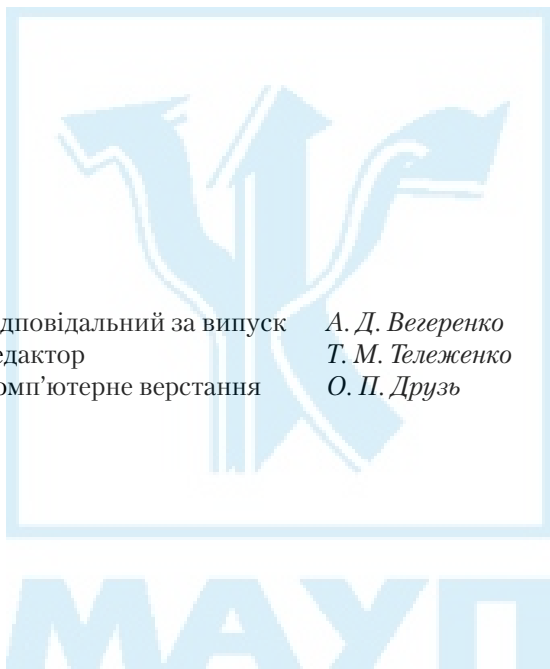 дповідальний за випуск А. Д. Вегеренко
едактор Т. М. Тележенко
омп’ютерне верстання О. П. Друзь
МАУП